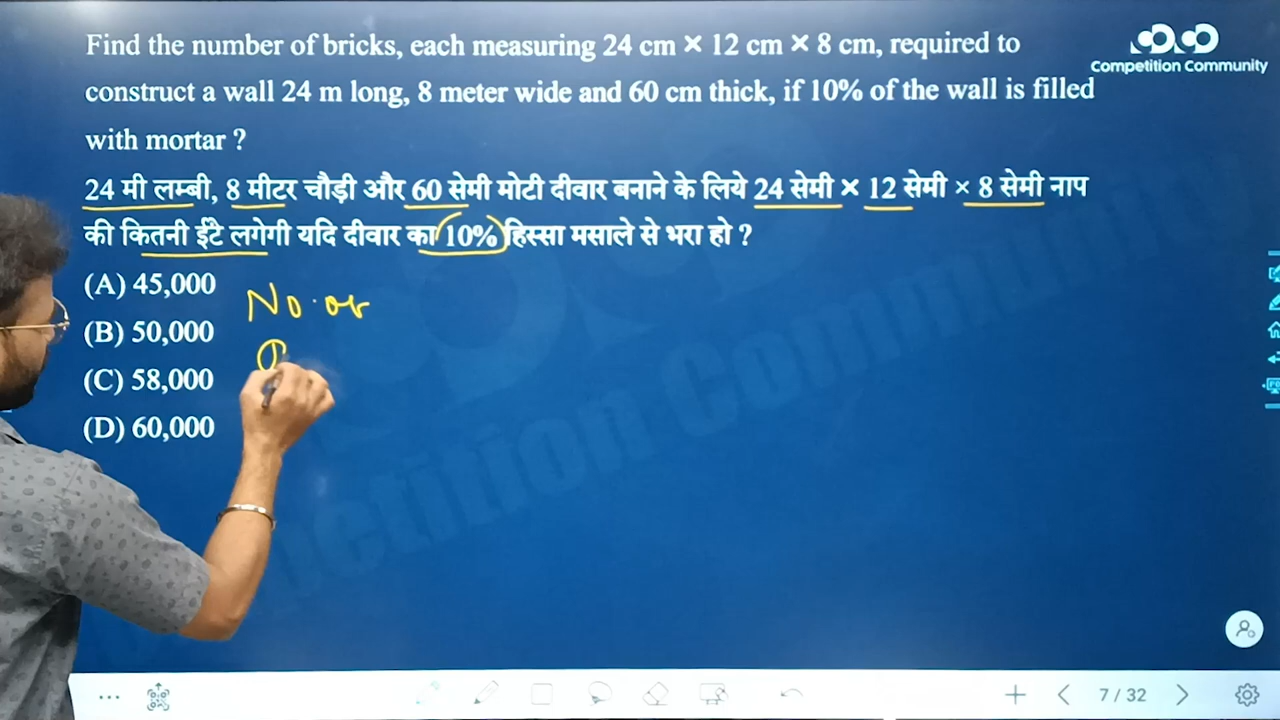 Find the number of bricks, each measuring 24 cm × 12 cm × 8 cm, required to
construct a wall 24 m long, 8 meter wide and 60 cm thick, if 10% of the wall is filled
with mortar ?
24 मी लम्बी, 8 मीटर चौड़ी और 60 सेमी मोटी दीवार बनाने के लिये 24 सेमी × 12 सेमी × 8 सेमी नाप
की कितनी ईंटे लगेगी यदि दीवार का 10% हिस्सा मसाले से भरा हो ?
(A) 45,000
(B) 50,000
(C) 58,000
(D) 60,000
No. of
Competition Community
etition Community
7 / 32